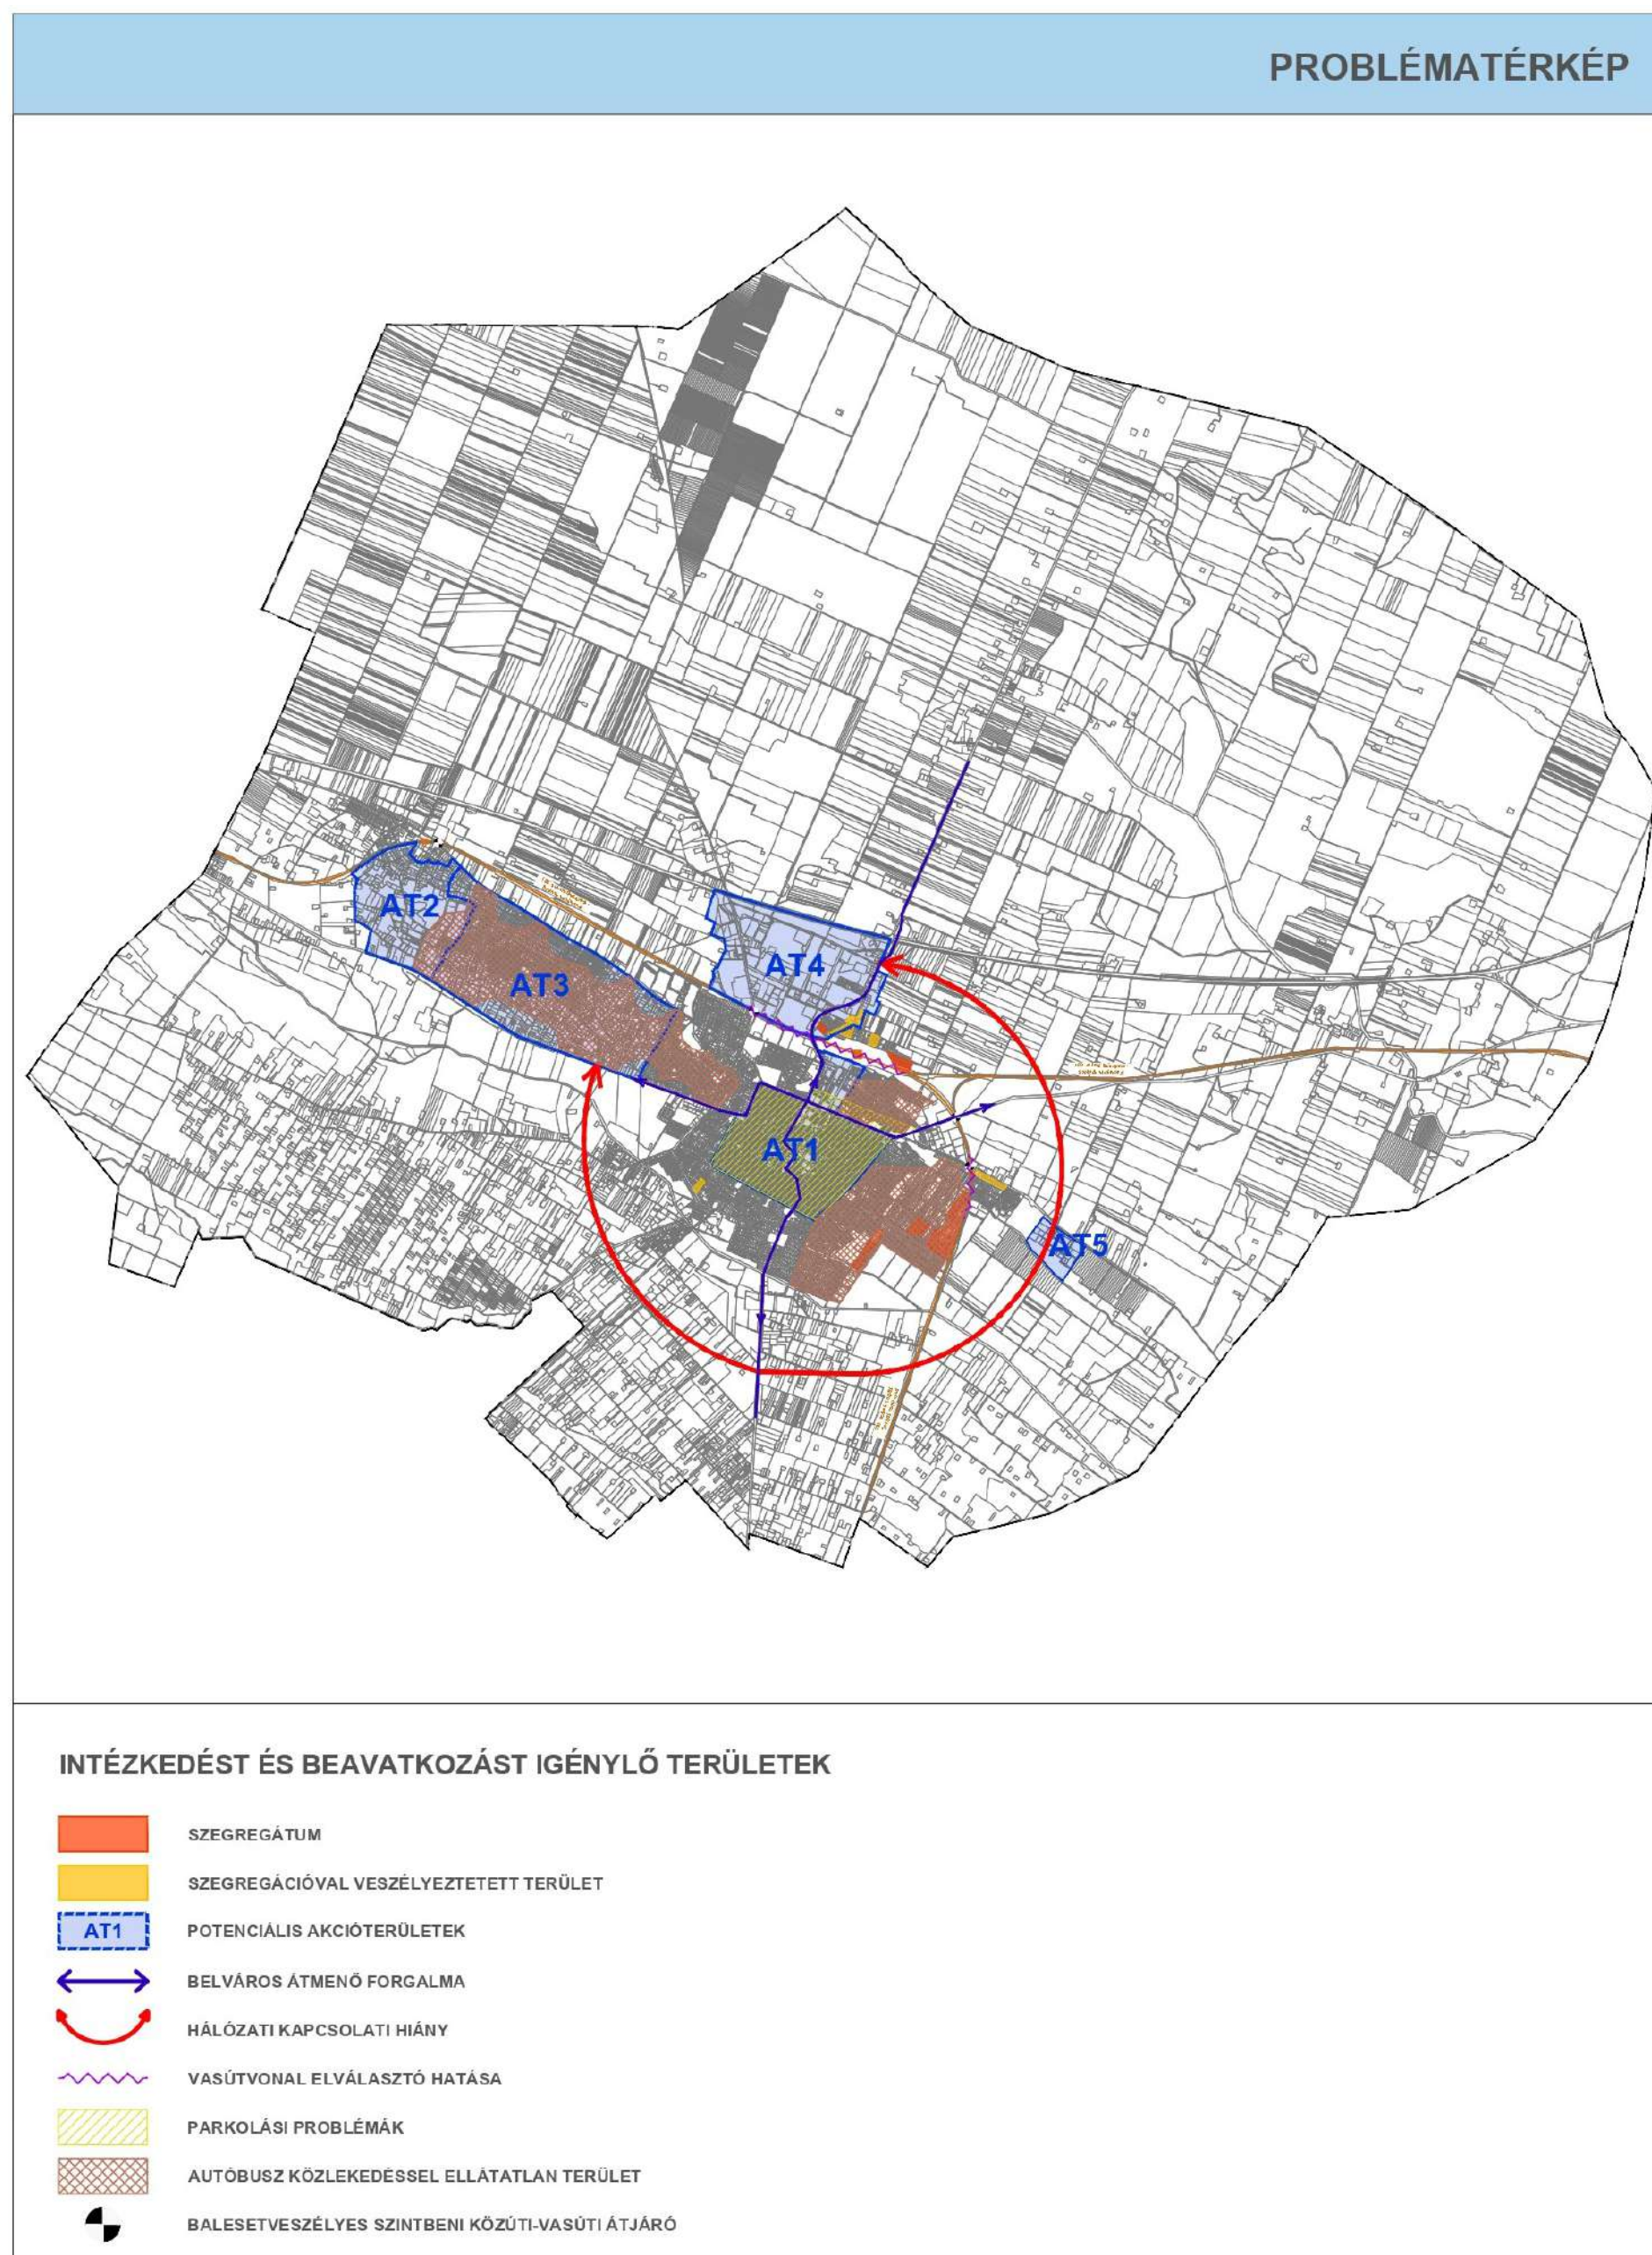 PROBLÉMATÉRKÉP
AT2
AT3
AT4
AT1
AT5
INTÉZKEDÉST ÉS BEAVATKOZÁST IGÉNYLŐ TERÜLETEK
SZEGREGÁTUM
SZEGREGÁCIÓVAL VESZÉLYEZTETETT TERÜLET
AT1 POTENCIÁLIS AKCIÓTERÜLETEK
BELVÁROS ÁTMENŐ FORGALMA
HÁLÓZATI KAPCSOLATI HIÁNY
VASÚTVONAL ELVÁLASZTÓ HATÁSA
PARKOLÁSI PROBLÉMÁK
AUTÓBUSZ KÖZLEKEDÉSSEL ELLÁTATLAN TERÜLET
BALESETVESZÉLYES SZINTBENI KÖZÚTI-VASÚTI ÁTJÁRÓ